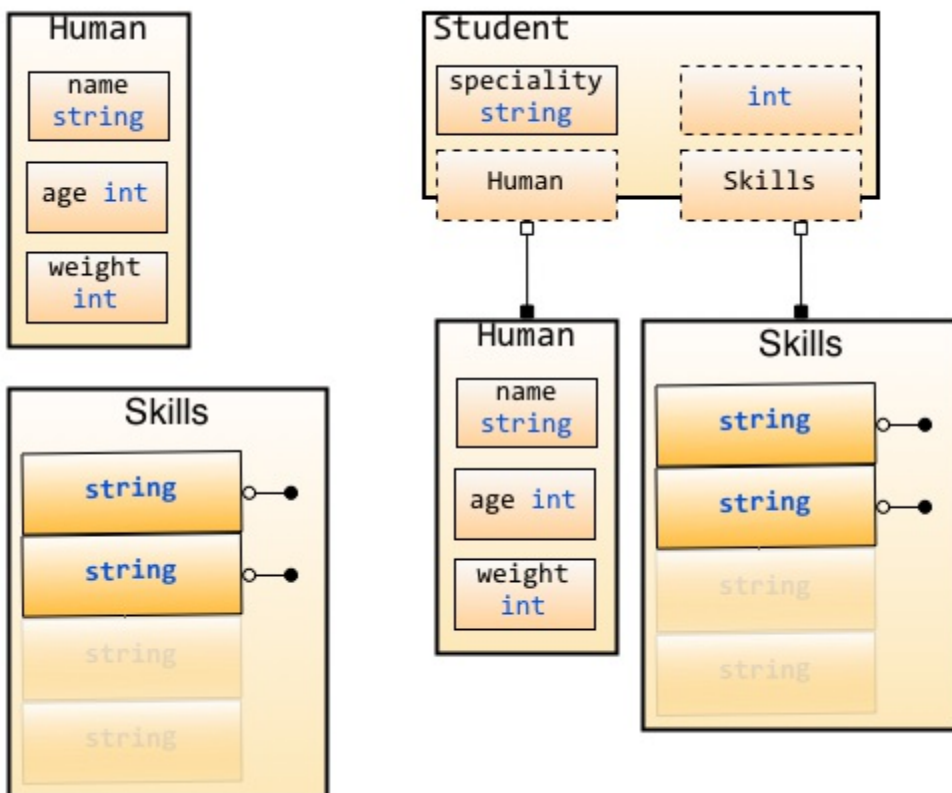 Human
name
string
age int
weight
int
Skills
string
string
string
string
Student
speciality
string
int
Human
Skills
Human
name
string
age int
weight
int
Skills
string
string
string
string